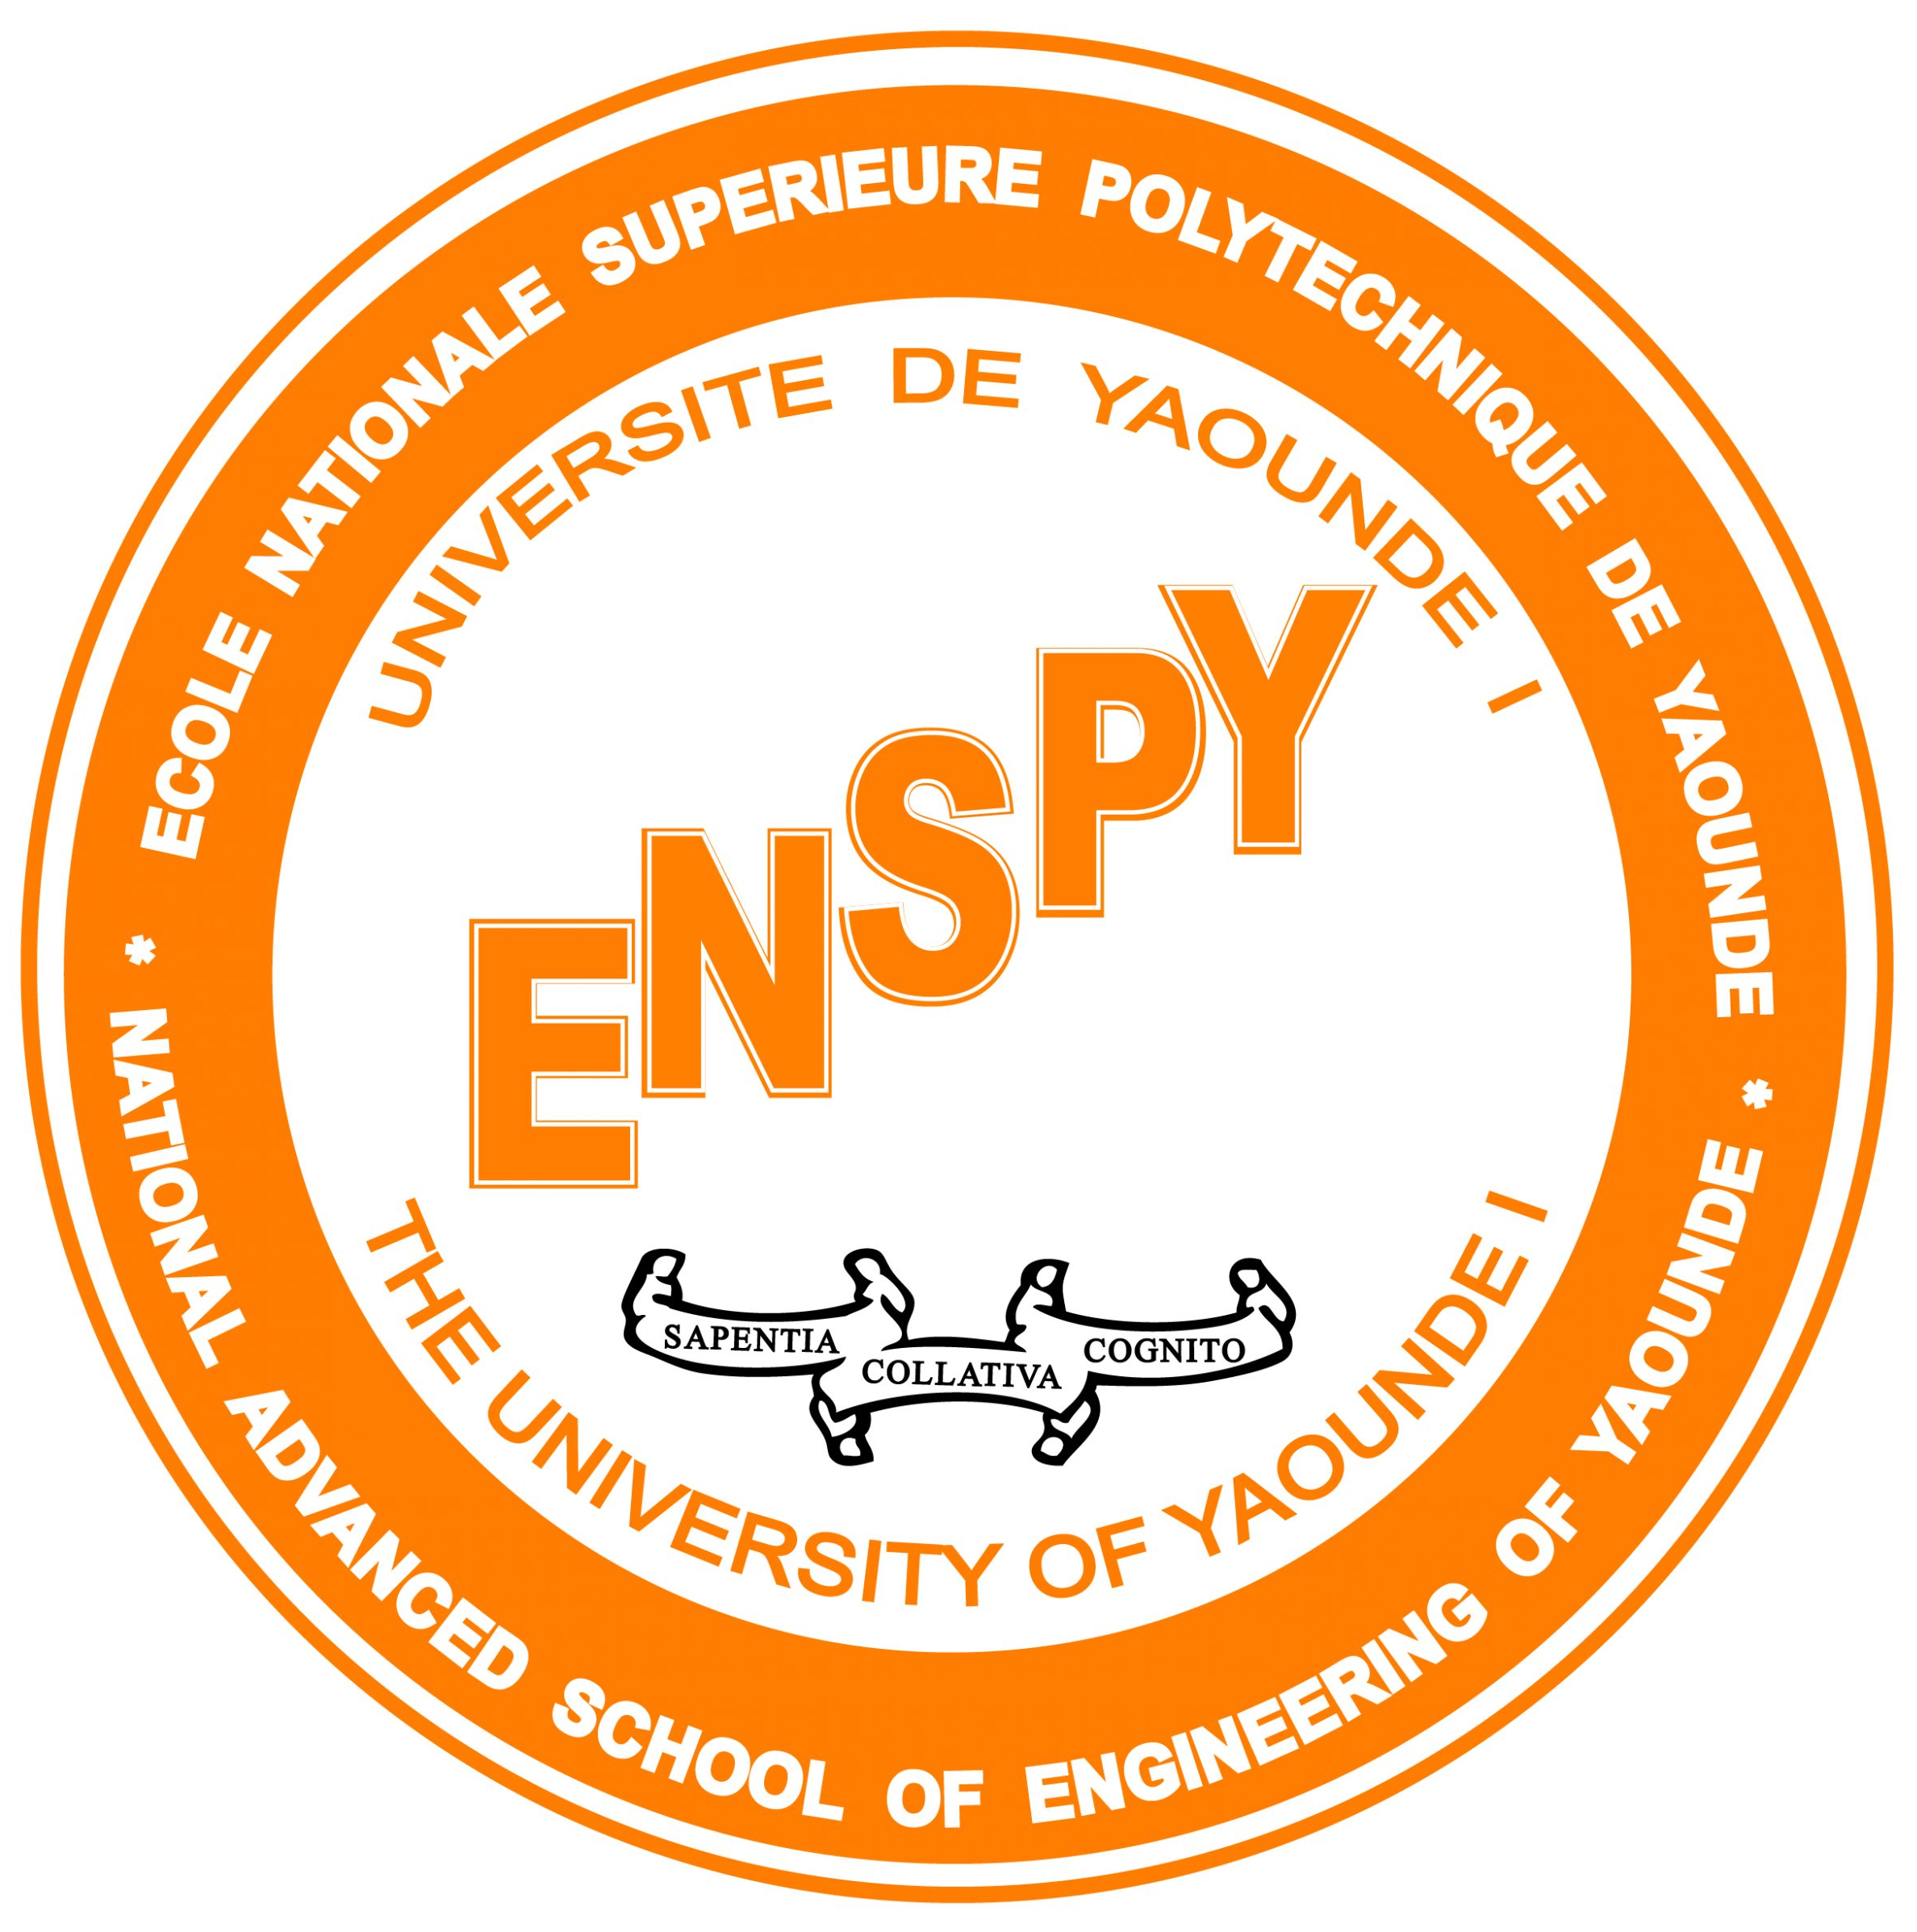 ECOLE NATIONALE SUPERIEURE POLYTECHNIQUE DE YAOUNDE
UNIVERSITE DE YAOUNDE I
ENSPY
SAPENTIA
COLLATIVA
COGNITO
THE UNIVERSITY OF YAOUNDE I
* NATIONAL ADVANCED SCHOOL OF ENGINEERING OF YAOUNDE *